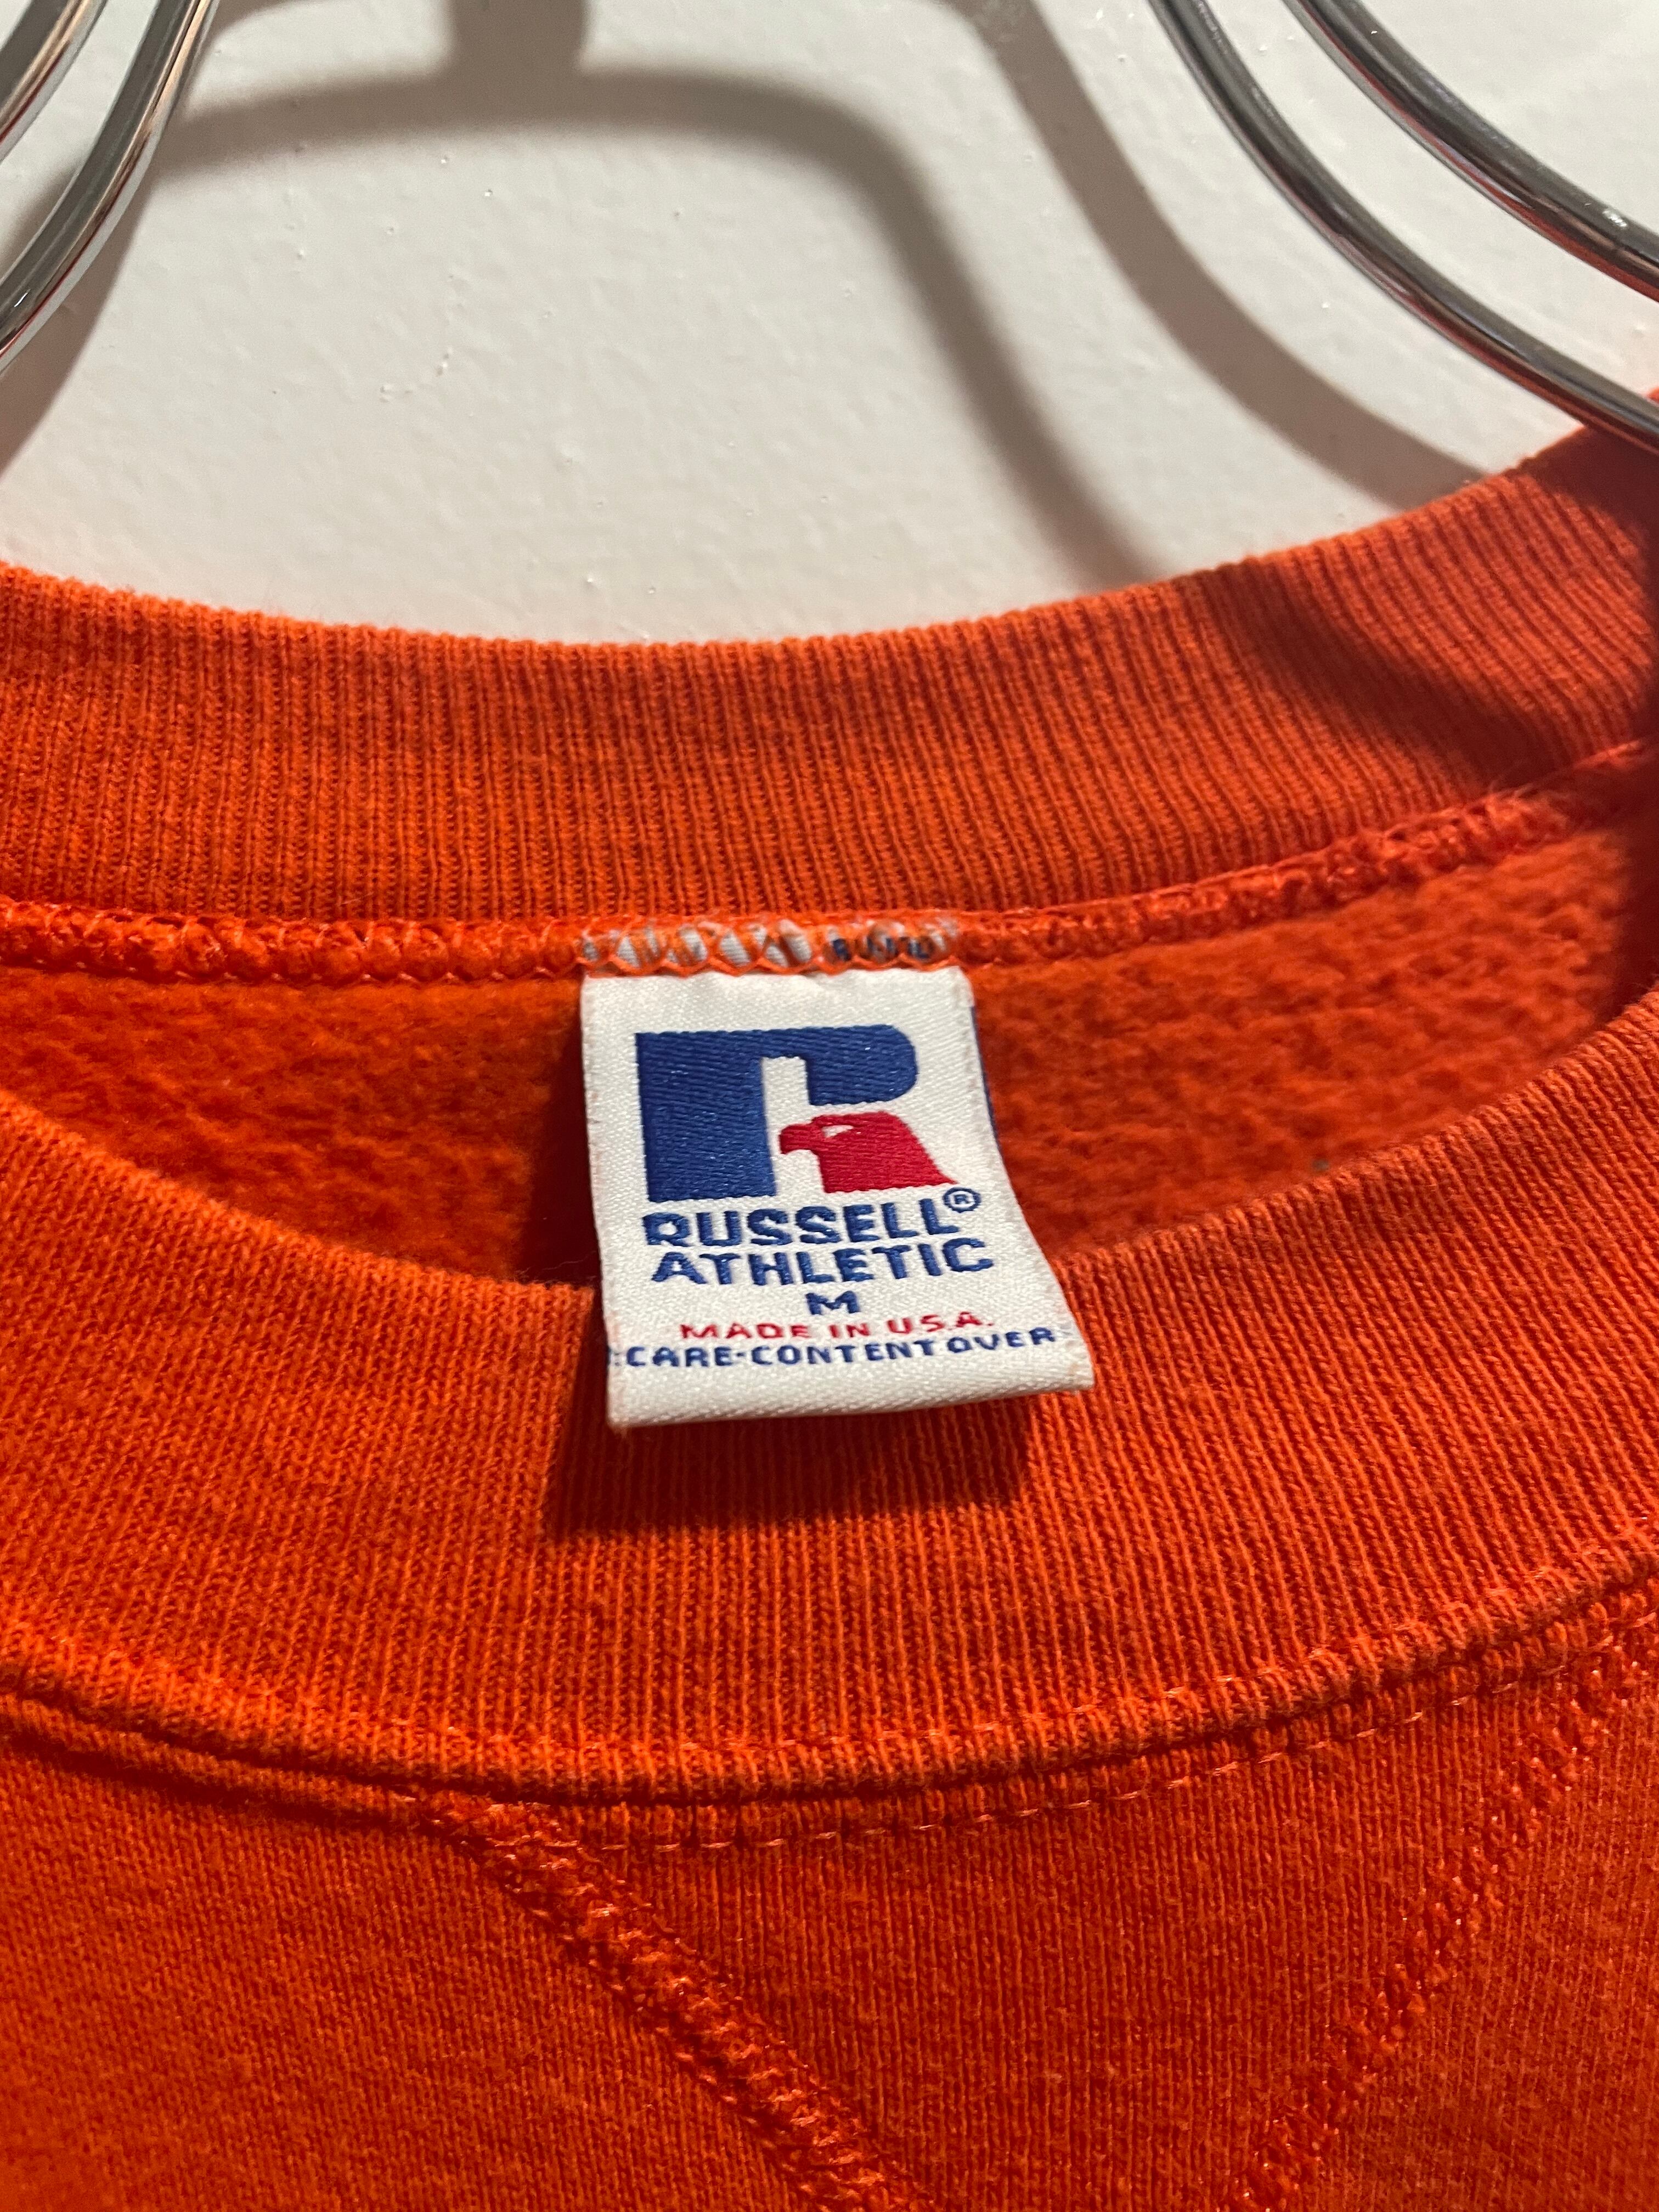 R
RUSSELL®
ATHLETIC
M
MADE IN U.S.A.
CARE-CONTENT OVER